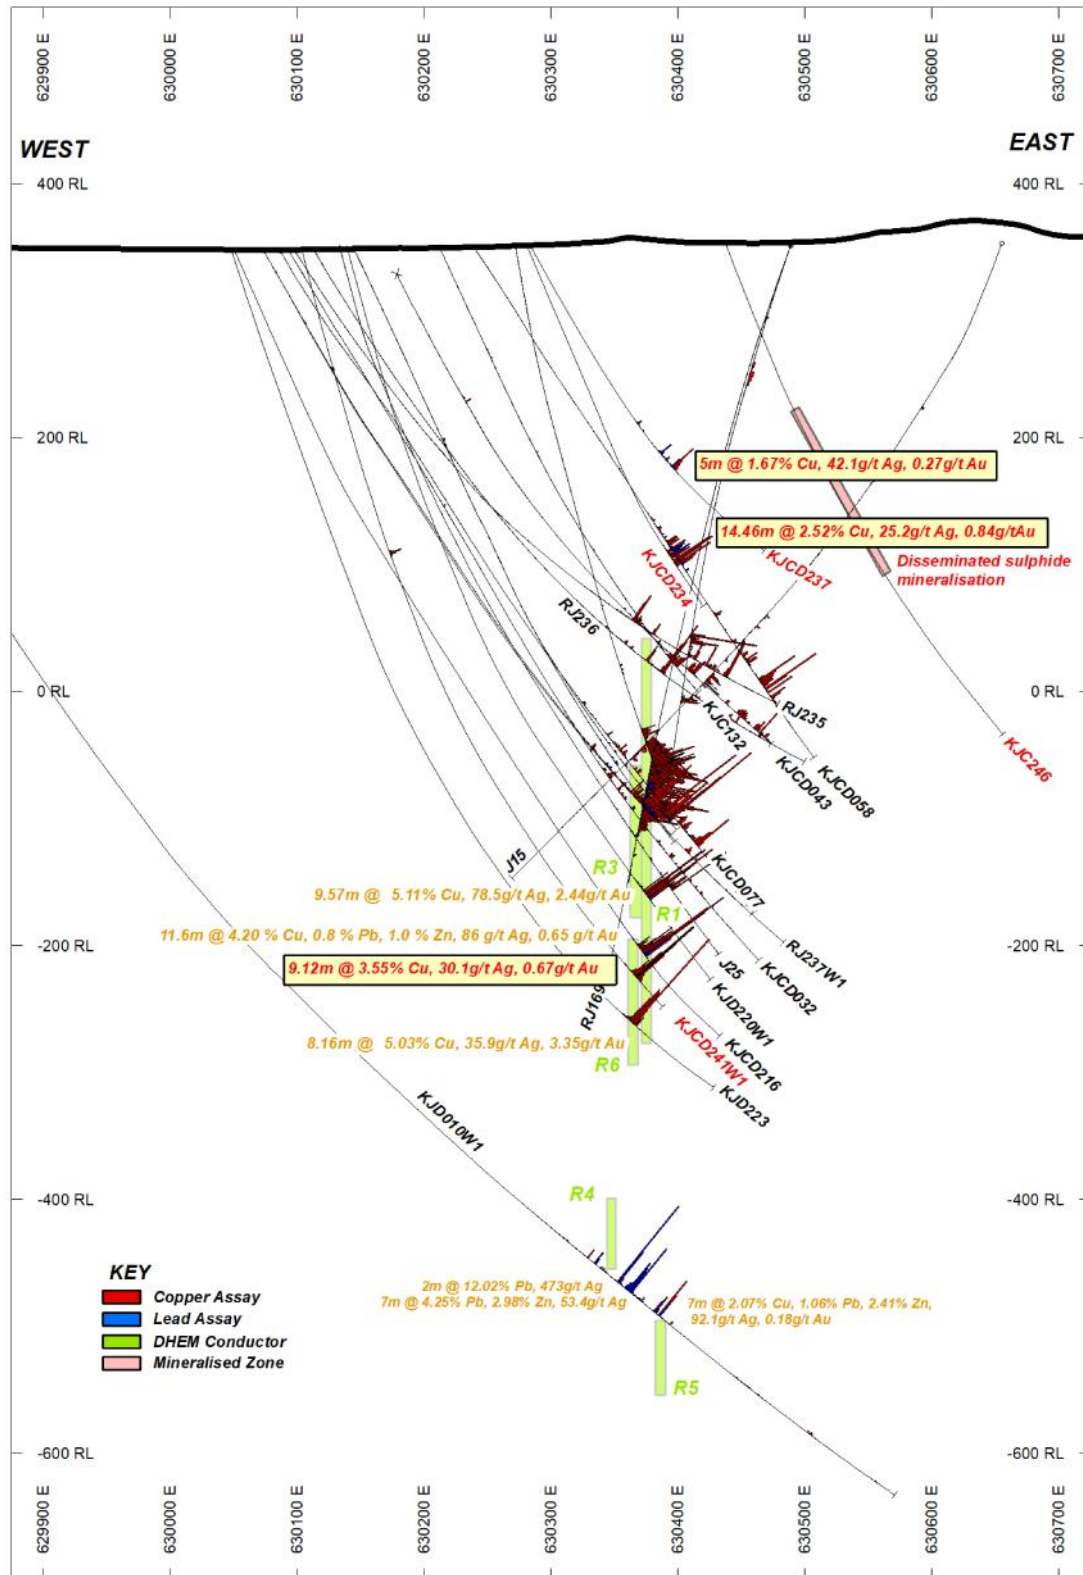 629900 E
630000 E
630100 E
630200 E
630300 E
630400 E
630500 E
630600 E
630700 E
WEST
EAST
400 RL
400 RL
200 RL
200 RL
5m @ 1.67% Cu, 42.1g/t Ag, 0.27g/t Au
14.46m @ 2.52% Cu, 25.2g/t Ag, 0.84g/tAu
KJCD234
KJCD237
Disseminated sulphide
mineralisation
RJ236
0 RL
0 RL
RJ235
KJC132
KJC246
KJCD043
KJCD058
J15
R3
KJCD077
9.57m @ 5.11% Cu, 78.5g/t Ag, 2.44g/t Au
R1
11.6m @ 4.20 % Cu, 0.8 % Pb, 1.0 % Zn, 86 g/t Ag, 0.65 g/t AU
-200 RL
-200 RL
RJ237W1
9.12m @ 3.55% Cu, 30.1g/t Ag, 0.67g/t Au
J25
KJCD032
RJ169
KJD220W1
KJCD241W1
KJCD216
8.16m @ 5.03% Cu, 35.9g/t Ag, 3.35g/t Au
R6
KJD223
KJD010W1
R4
-400 RL
-400 RL
KEY
Copper Assay
Lead Assay
DHEM Conductor
Mineralised Zone
2m @ 12.02% Pb, 473g/t Ag
7m @ 4.25% Pb, 2.98% Zn, 53.4g/t Ag
7m @ 2.07% Cu, 1.06% Pb, 2.41% Zn,
92.1g/t Ag, 0.18g/t Au
R5
-600 RL
-600 RL
629900 E
630000 E
630100 E
630200 E
630300 E
630400 E
630500 E
630600 E
630700 E